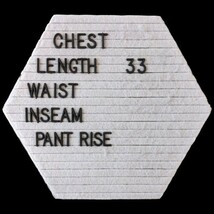 CHEST
LENGTH 33
WAIST
INSEAM
PANT RISE